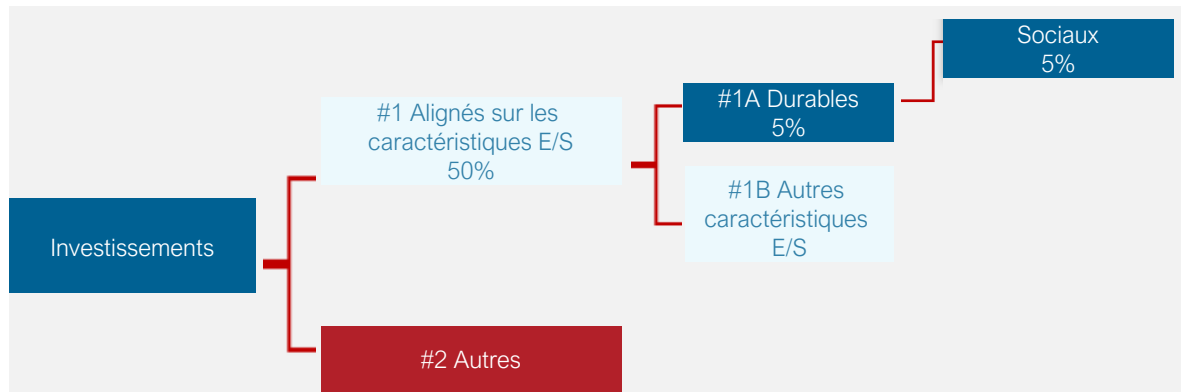 Sociaux
5%
#1A Durables
5%
#1 Alignés sur les
caractéristiques E/S
50%
#1B Autres
caractéristiques
E/S
Investissements
#2 Autres